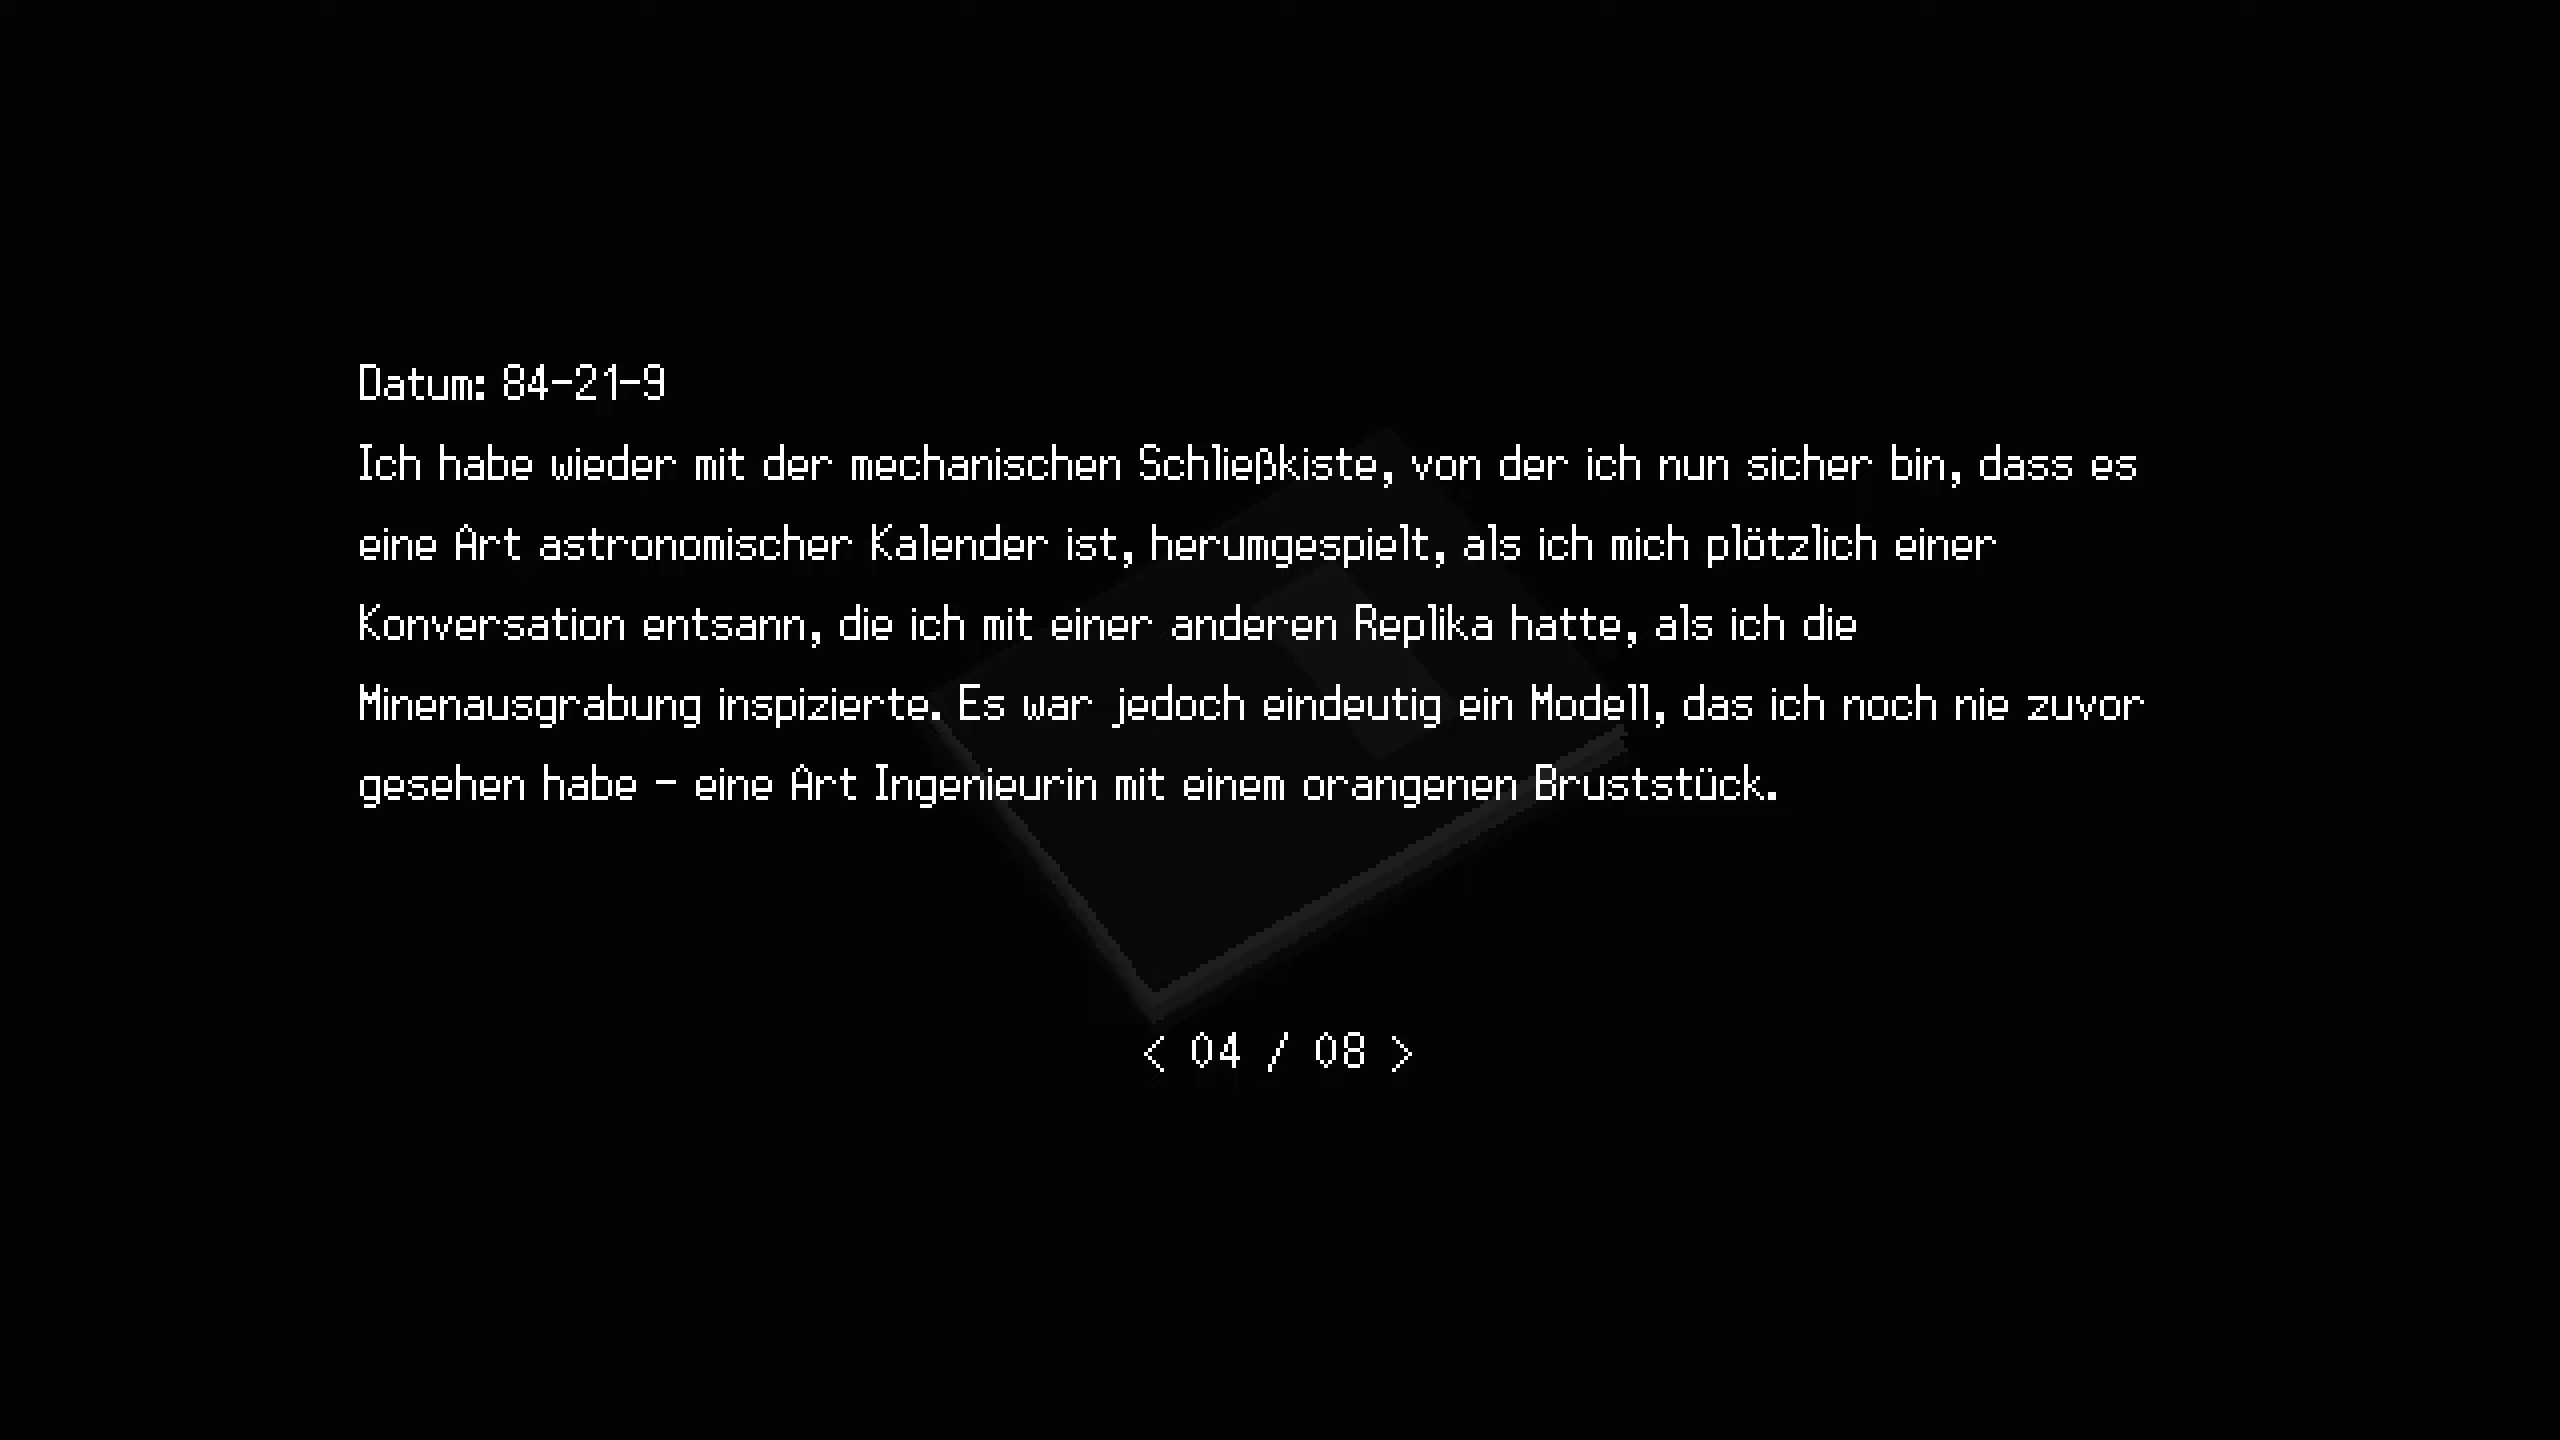 Datum: 84-21-9
Ich habe wieder mit der mechanischen Schließkiste, von der ich nun sicher bin, dass es
eine Art astronomischer Kalender ist, herumgespielt, als ich mich plötzlich einer
Konversation entsann, die ich mit einer anderen Replika hatte, als ich die
Minenausgrabung inspizierte. Es war jedoch eindeutig ein Modell, das ich noch nie zuvor
gesehen habe - eine Art Ingenieurin mit einem orangenen Bruststück.
< 04 / 08 >